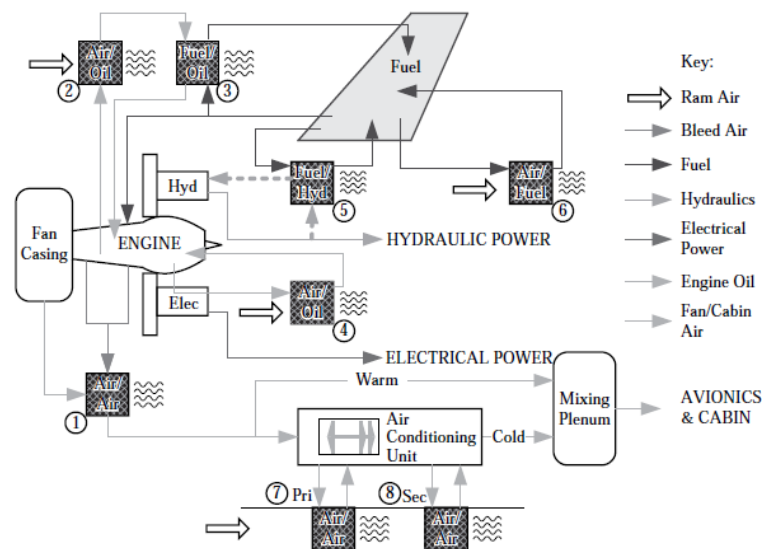 Air/
Oil
②
Fuel/
Oil
③
Fuel
Key:
Ram Air
Bleed Air
Fuel
Hydraulics
Electrical
Power
Engine Oil
Fan/Cabin
Air
Hyd
Fuel/
Hyd
⑤
Air/
Fuel
⑥
Fan
Casing
ENGINE
HYDRAULIC POWER
Elec
Air/
Oil
④
ELECTRICAL POWER
Air/
Air
①
Warm
Mixing
Plenum
AVIONICS
& CABIN
Air
Conditioning
Unit
Cold
⑦ Pri
⑧ Sec
Air/
Air
Air/
Air